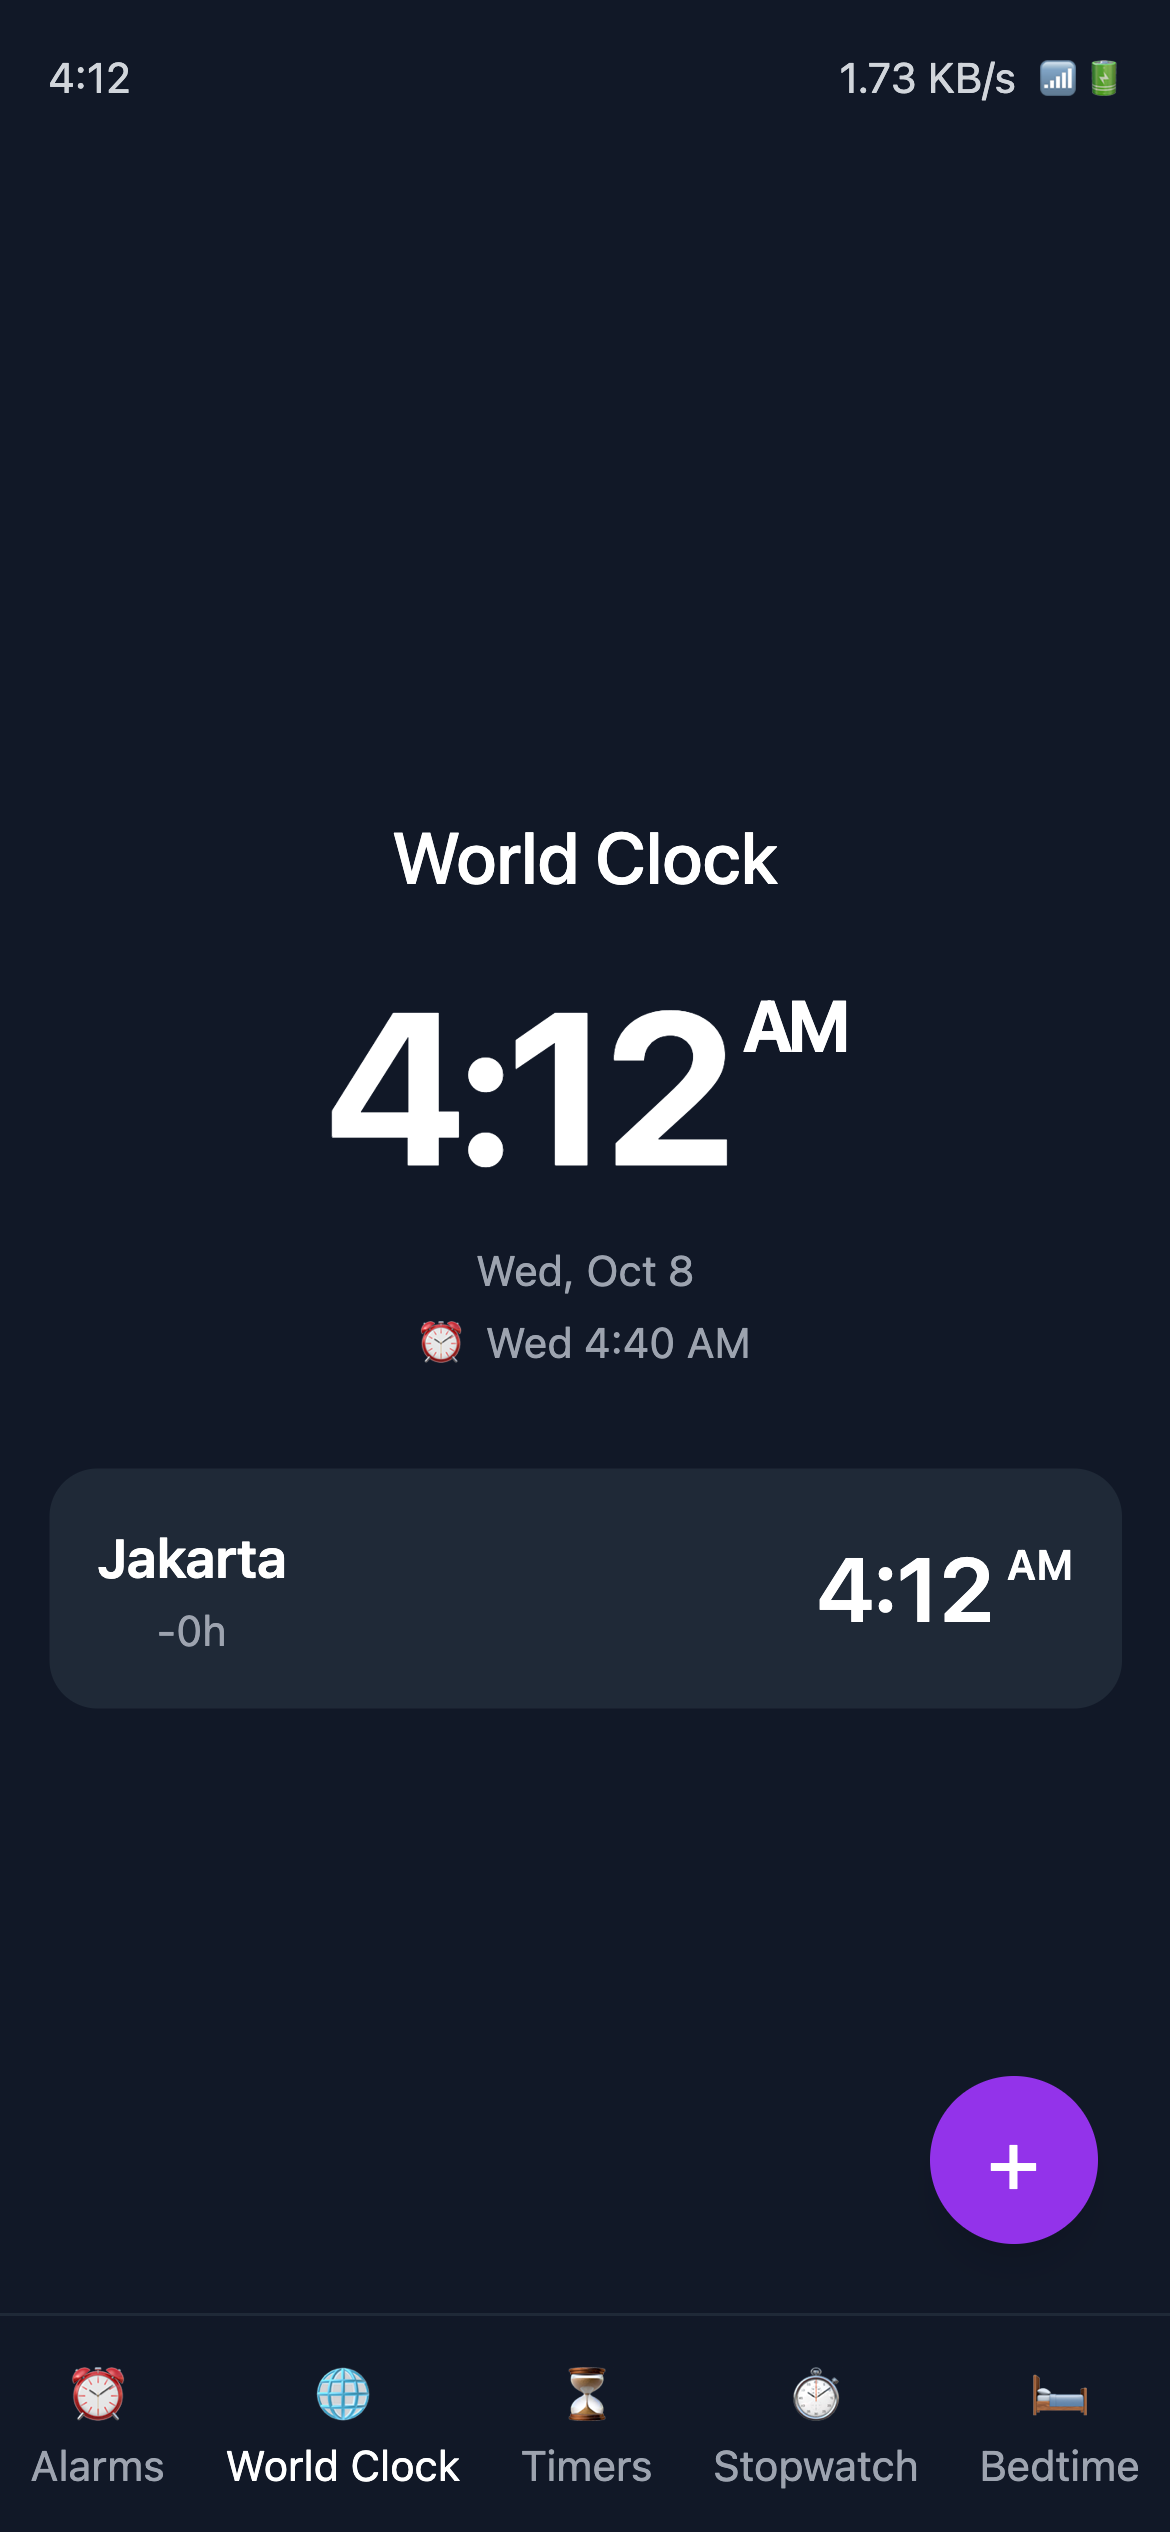 4:12
1.73 KB/s
World Clock
4:12 AM
Wed, Oct 8
Wed 4:40 AM
Jakarta
-0h
4:12 AM
+
Alarms
World Clock
Timers
Stopwatch
Bedtime